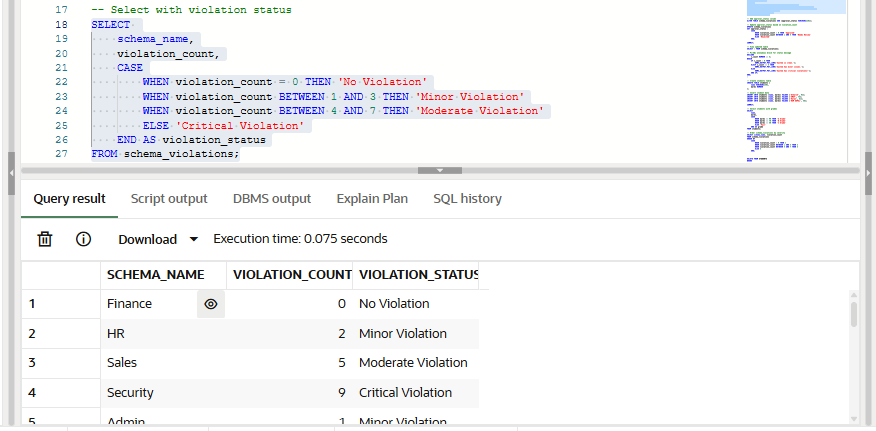 17 -- Select with violation status
18 SELECT
19 schema_name,
20 violation_count,
21 CASE
22 WHEN violation_count = 0 THEN 'No Violation'
23 WHEN violation_count BETWEEN 1 AND 3 THEN 'Minor Violation'
24 WHEN violation_count BETWEEN 4 AND 7 THEN 'Moderate Violation'
25 ELSE 'Critical Violation'
26 END AS violation_status
27 FROM schema_violations;
Query result Script output DBMS output Explain Plan SQL history
Download Execution time: 0.075 seconds
SCHEMA_NAME VIOLATION_COUNT VIOLATION_STATUS
1 Finance 0 No Violation
2 HR 2 Minor Violation
3 Sales 5 Moderate Violation
4 Security 9 Critical Violation
5 Admin 1 Minor Violation